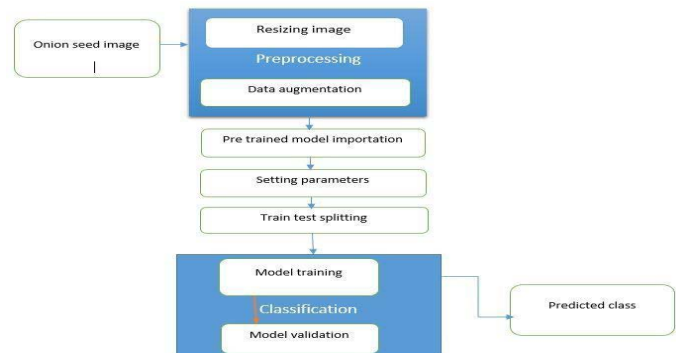 Onion seed image
Resizing image
Preprocessing
Data augmentation
Pre trained model importation
Setting parameters
Train test splitting
Model training
Classification
Model validation
Predicted class